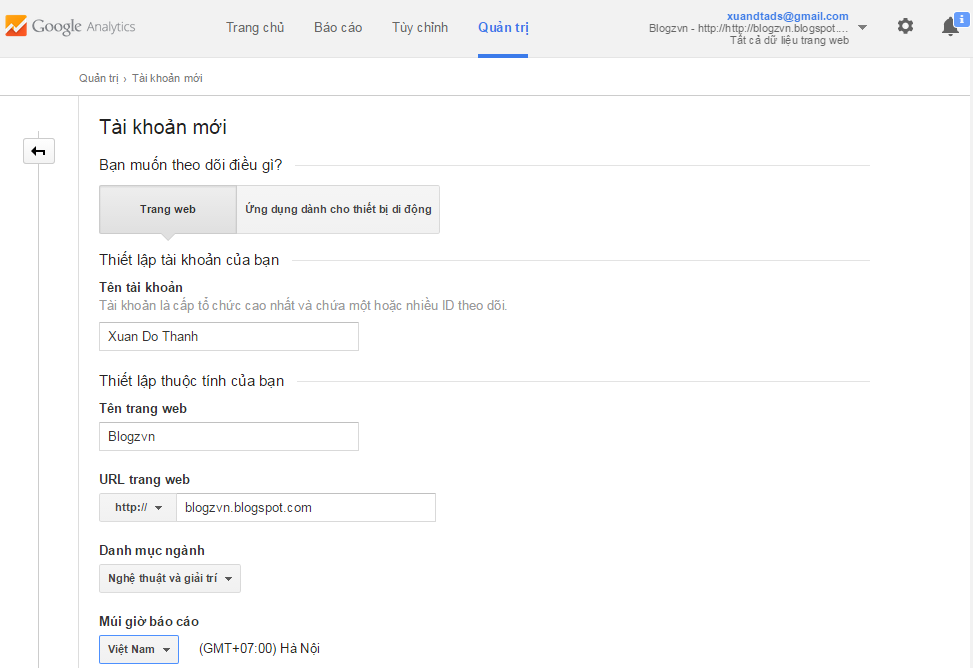 Google Analytics
Trang chủ Báo cáo Tùy chỉnh Quản trị
xuandtads@gmail.com
Blogzvn - http://http://blogzvn.blogspot....
Tất cả dữ liệu trang web
Quản trị › Tài khoản mới
Tài khoản mới
Bạn muốn theo dõi điều gì?
Trang web Ứng dụng dành cho thiết bị di động
Thiết lập tài khoản của bạn
Tên tài khoản
Tài khoản là cấp tổ chức cao nhất và chứa một hoặc nhiều ID theo dõi.
Xuan Do Thanh
Thiết lập thuộc tính của bạn
Tên trang web
Blogzvn
URL trang web
http:// blogzvn.blogspot.com
Danh mục ngành
Nghệ thuật và giải trí
Múi giờ báo cáo
Việt Nam (GMT+07:00) Hà Nội